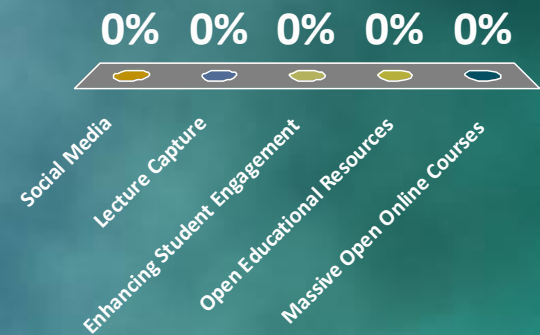 0% 0% 0% 0% 0%
Social Media
Lecture Capture
Enhancing Student Engagement
Open Educational Resources
Massive Open Online Courses